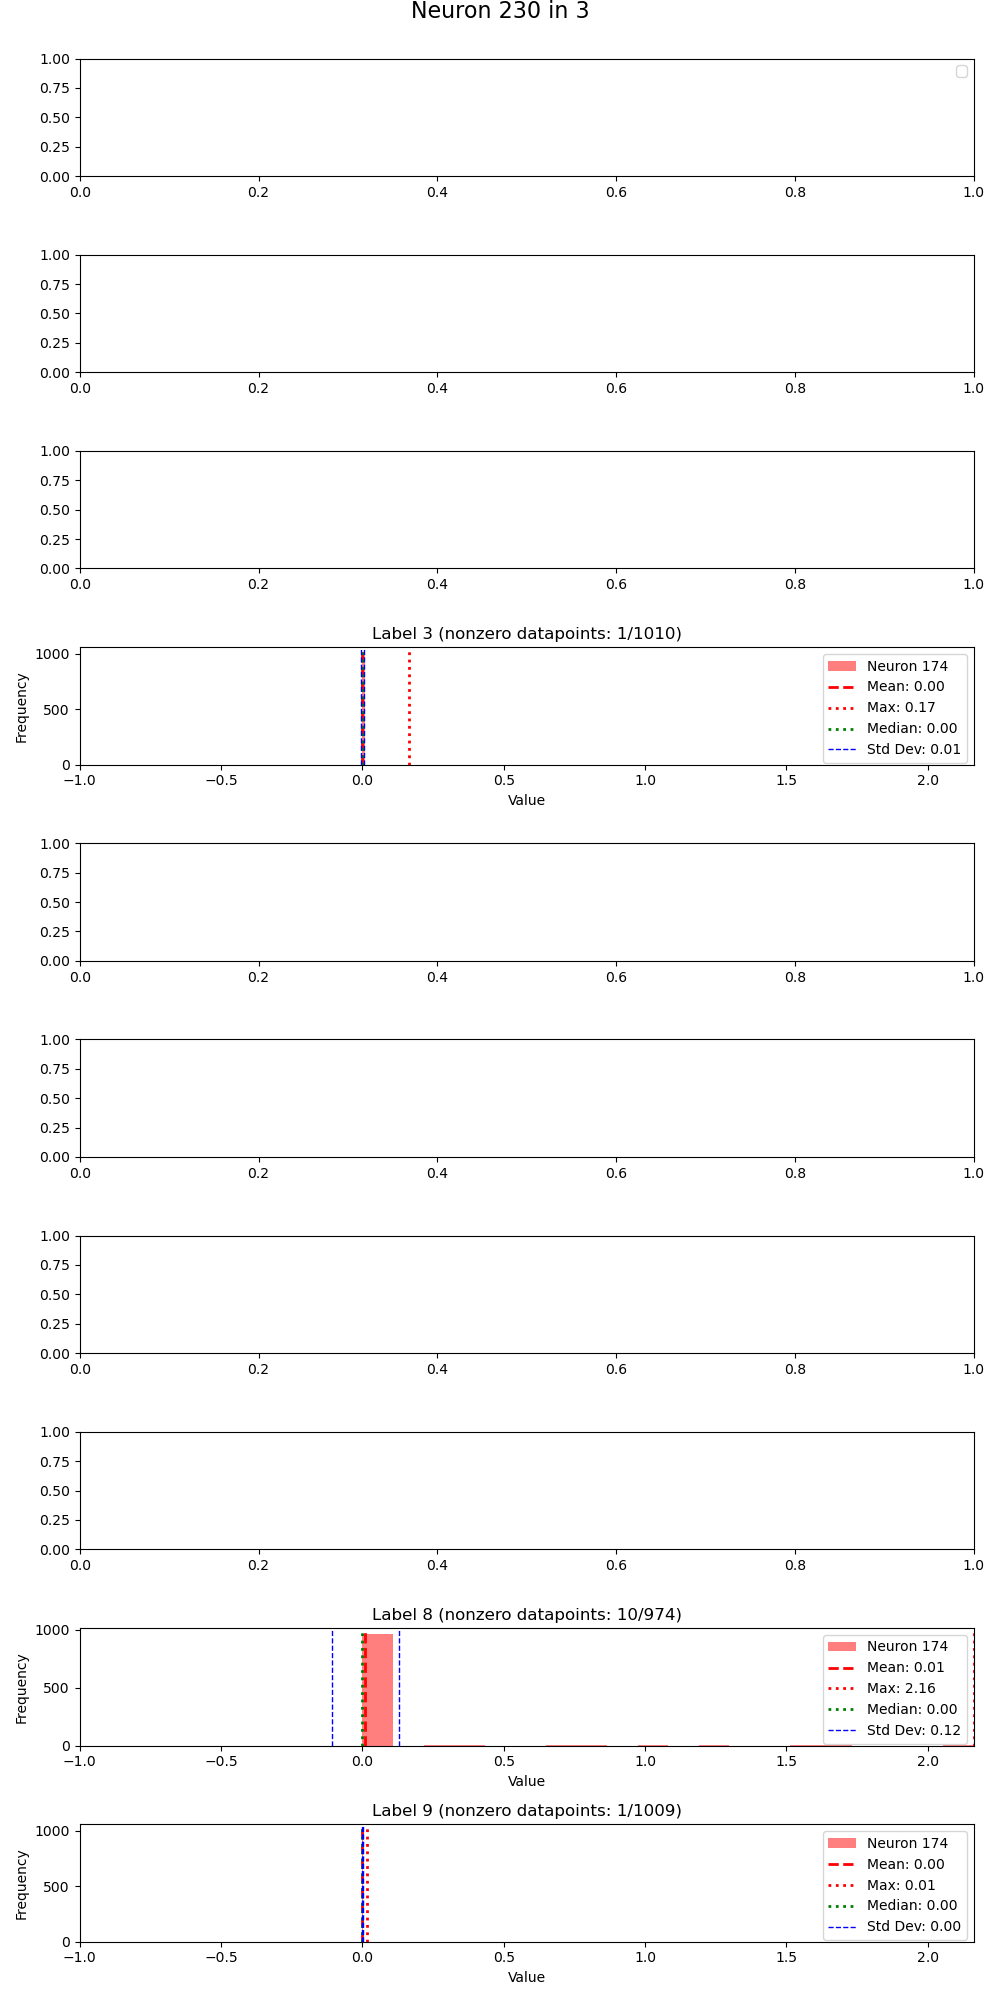 Neuron 230 in 3
1.00
0.75
0.50
0.25
0.00
0.0 0.2 0.4 0.6 0.8 1.0
1.00
0.75
0.50
0.25
0.00
0.0 0.2 0.4 0.6 0.8 1.0
1.00
0.75
0.50
0.25
0.00
0.0 0.2 0.4 0.6 0.8 1.0
Label 3 (nonzero datapoints: 1/1010)
Frequency
1000
500
0
Neuron 174
Mean: 0.00
Max: 0.17
Median: 0.00
Std Dev: 0.01
−1.0 −0.5 0.0 0.5 1.0 1.5 2.0
Value
1.00
0.75
0.50
0.25
0.00
0.0 0.2 0.4 0.6 0.8 1.0
1.00
0.75
0.50
0.25
0.00
0.0 0.2 0.4 0.6 0.8 1.0
1.00
0.75
0.50
0.25
0.00
0.0 0.2 0.4 0.6 0.8 1.0
1.00
0.75
0.50
0.25
0.00
0.0 0.2 0.4 0.6 0.8 1.0
Label 8 (nonzero datapoints: 10/974)
Frequency
1000
500
0
Neuron 174
Mean: 0.01
Max: 2.16
Median: 0.00
Std Dev: 0.12
−1.0 −0.5 0.0 0.5 1.0 1.5 2.0
Value
Label 9 (nonzero datapoints: 1/1009)
Frequency
1000
500
0
Neuron 174
Mean: 0.00
Max: 0.01
Median: 0.00
Std Dev: 0.00
−1.0 −0.5 0.0 0.5 1.0 1.5 2.0
Value